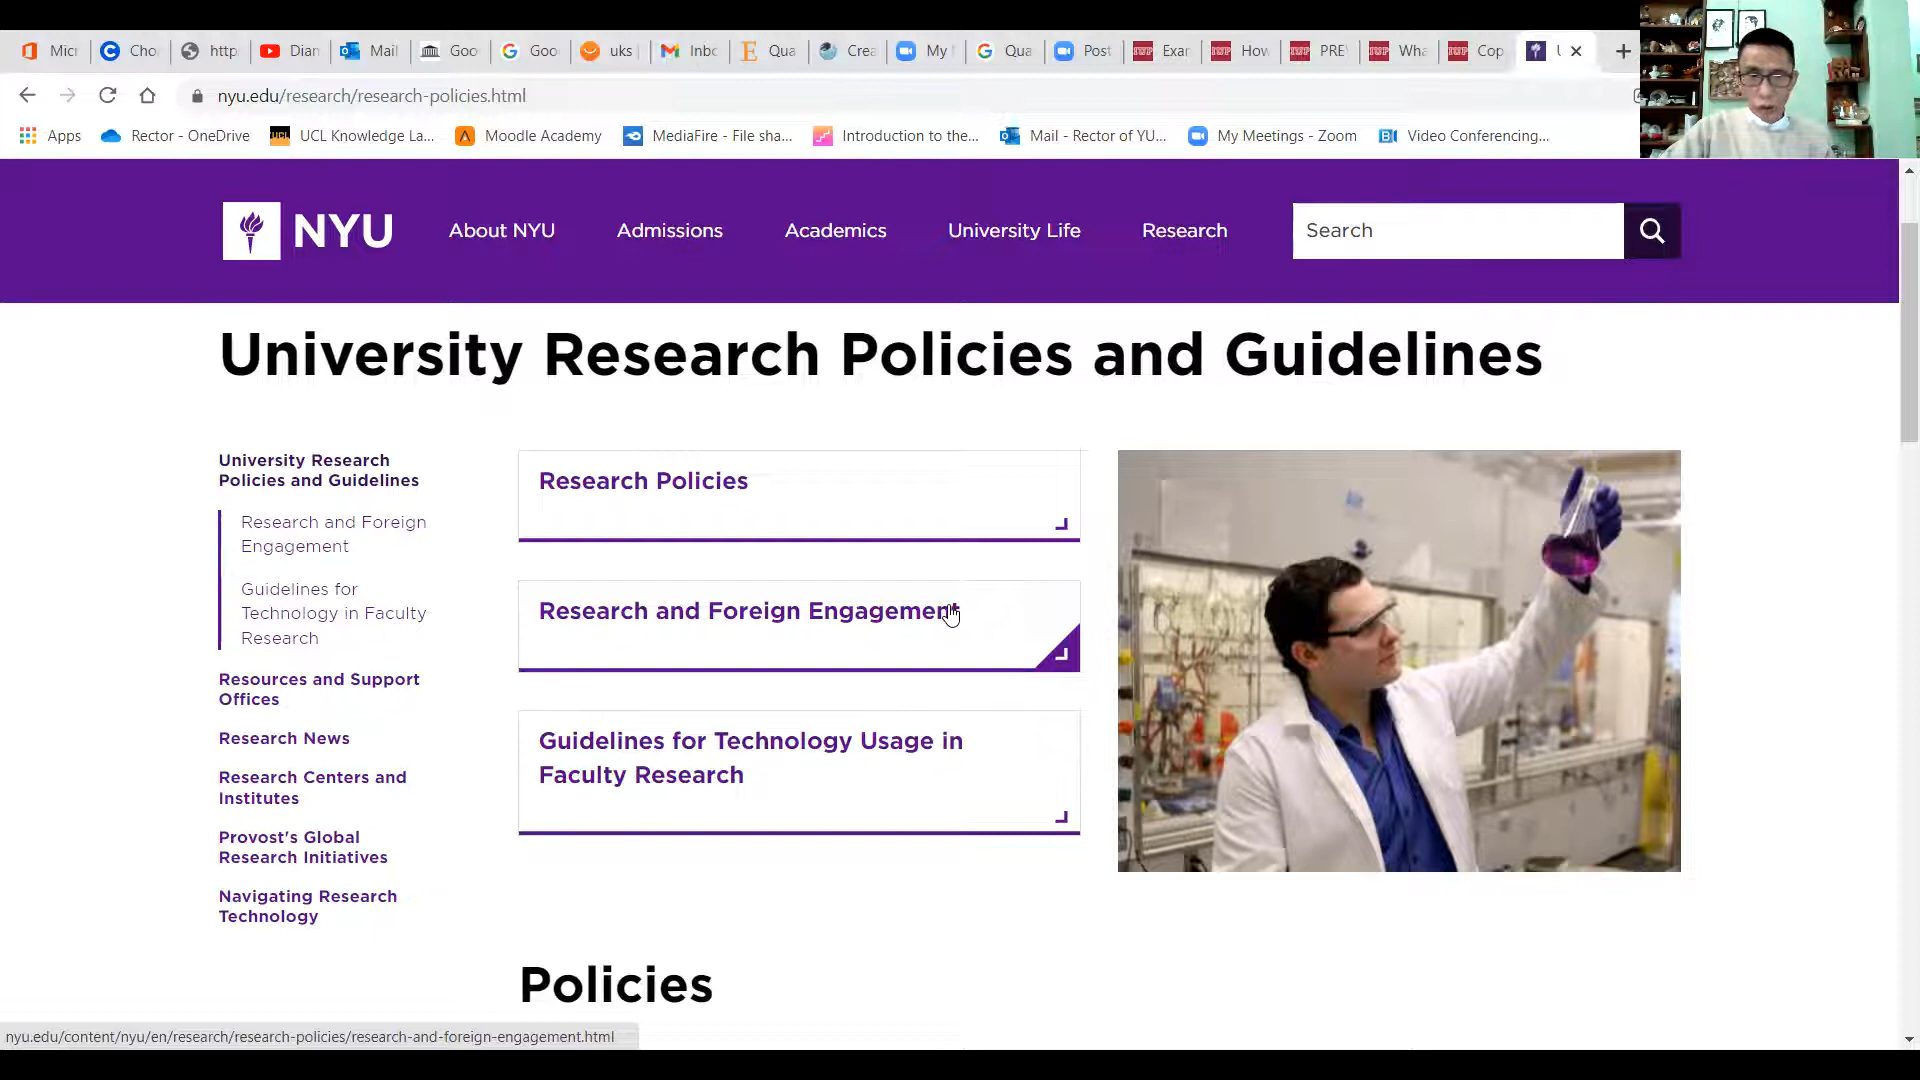 Micr
Cho
http
Dian
Mail
Goo
Goo
uks
Inbc
Qua
Crea
My
Qua
Post
Exar
How
PRE
Wha
Cop
nyu.edu/research/research-policies.html
Apps
Rector - OneDrive
UCL Knowledge La...
Moodle Academy
MediaFire - File sha...
Introduction to the...
Mail - Rector of YU...
My Meetings - Zoom
Video Conferencing...
NYU
About NYU
Admissions
Academics
University Life
Research
Search
University Research Policies and Guidelines
University Research
Policies and Guidelines
Research and Foreign
Engagement
Guidelines for
Technology in Faculty
Research
Resources and Support
Offices
Research News
Research Centers and
Institutes
Provost's Global
Research Initiatives
Navigating Research
Technology
Research Policies
Research and Foreign Engagement
Guidelines for Technology Usage in
Faculty Research
Policies
nyu.edu/content/nyu/en/research/research-policies/research-and-foreign-engagement.html